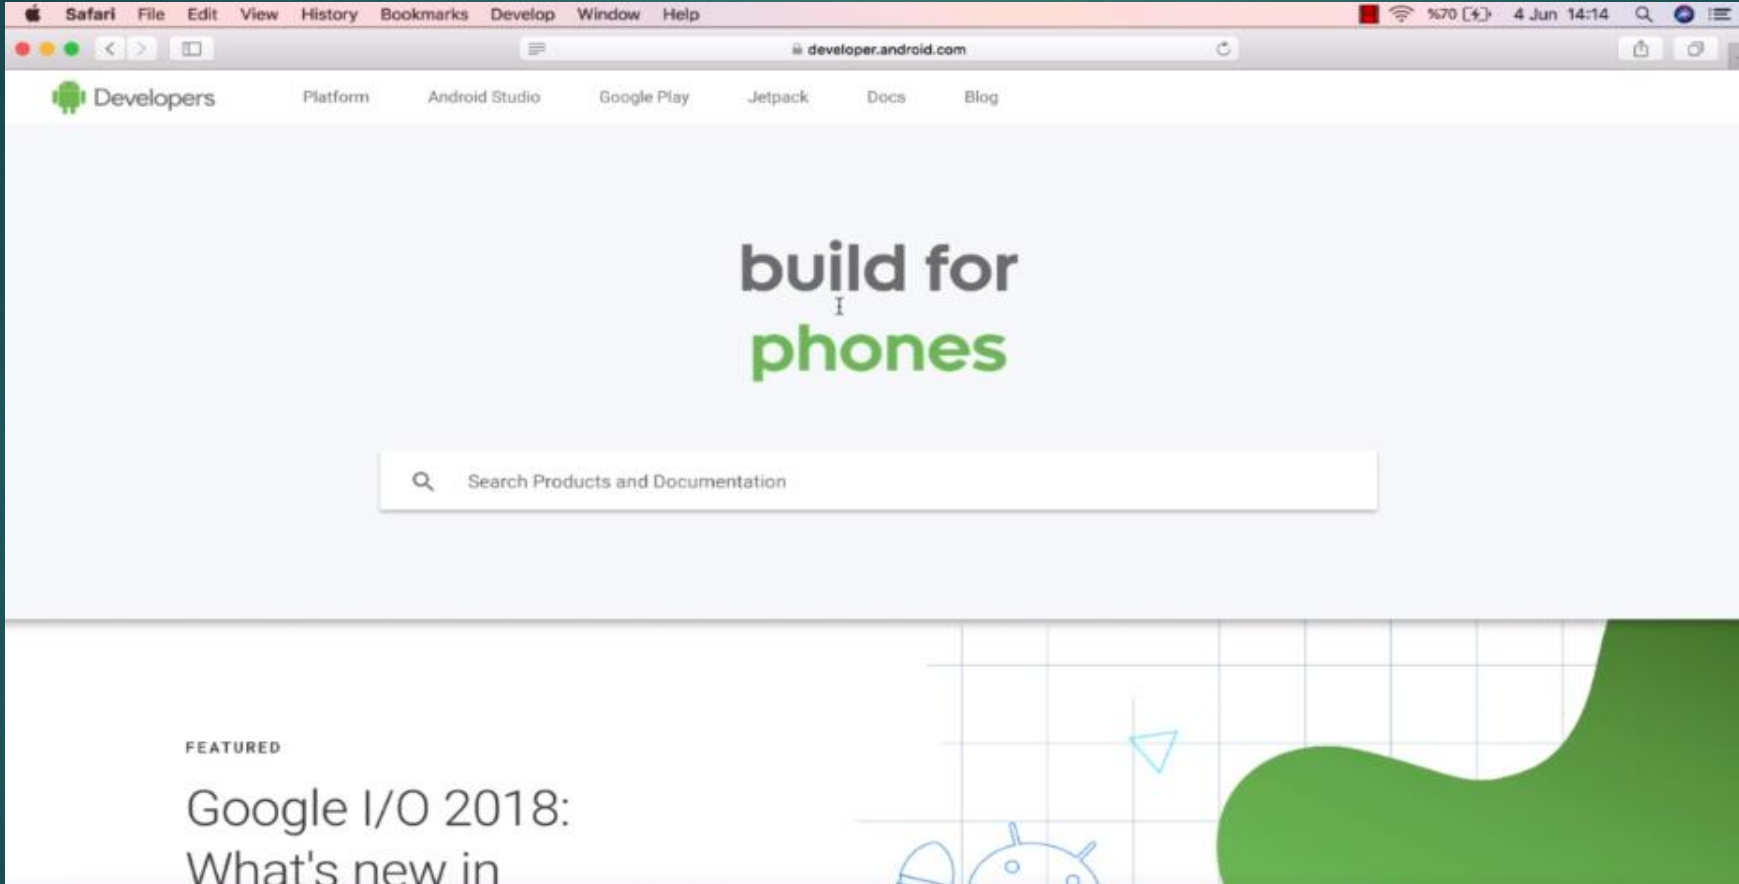 Safari File Edit View History Bookmarks Develop Window Help %70 4 Jun 14:14
developer.android.com
Developers Platform Android Studio Google Play Jetpack Docs Blog
build for
phones
Search Products and Documentation
FEATURED
Google I/O 2018:
What's new in